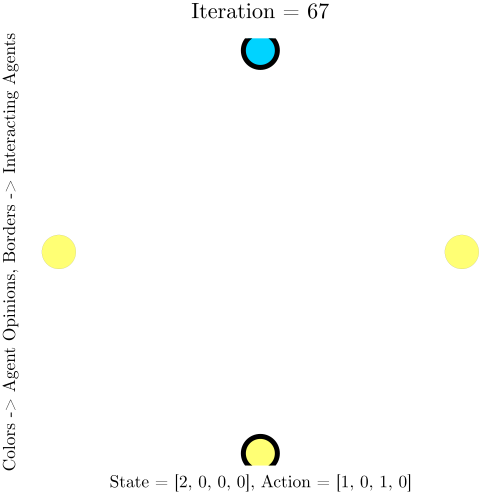 Iteration = 67
Colors -> Agent Opinions, Borders -> Interacting Agents
State = [2, 0, 0, 0], Action = [1, 0, 1, 0]